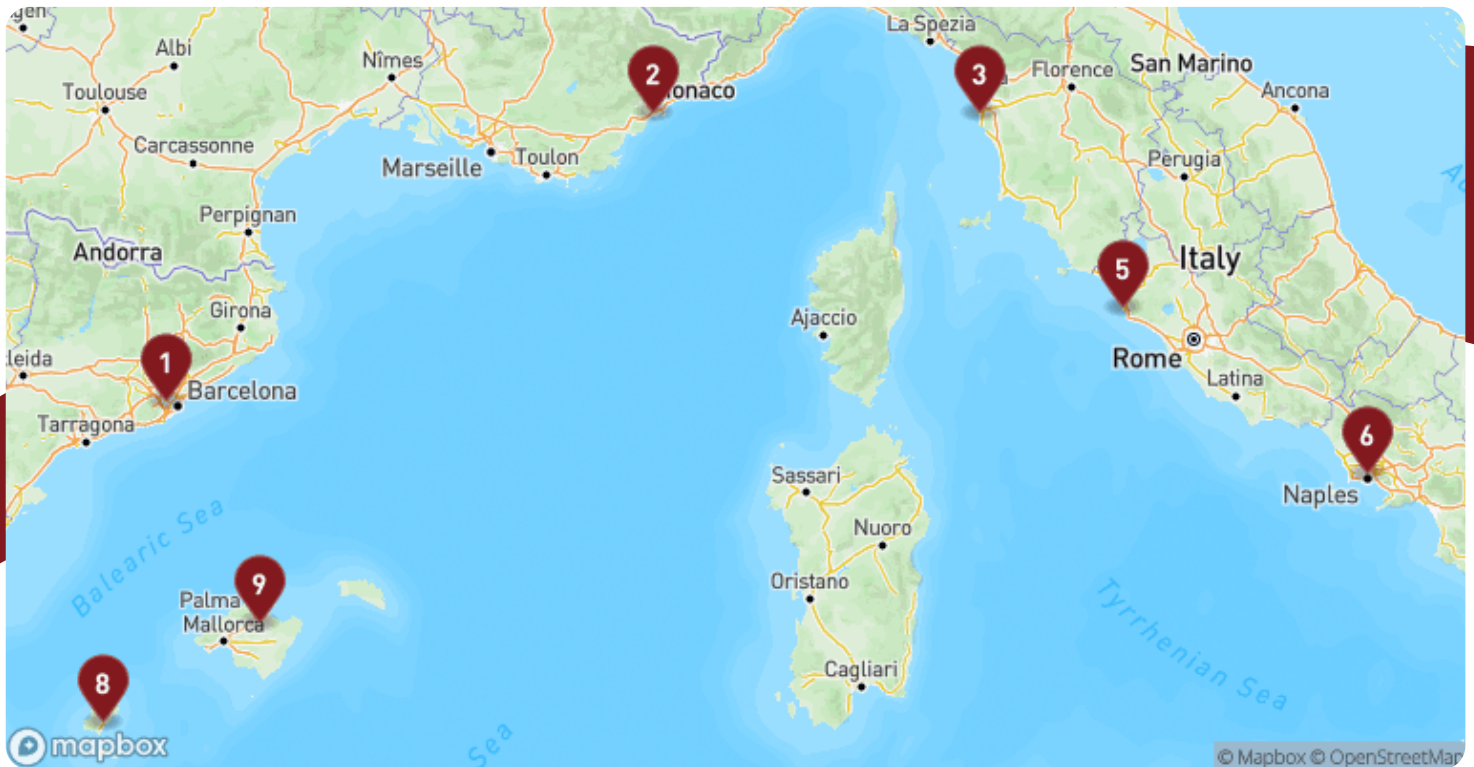 gen
Albi
Nîmes
La Spezia
San Marino
2
3
Florence
Toulouse
onaco
Ancona
Carcassonne
Marseille
Toulon
Perugia
Perpignan
Andorra
Italy
5
Girona
Ajaccio
leida
1
Rome
Barcelona
Latina
Tarragona
6
Sassari
Naples
Nuoro
Balearic Sea
9
Oristano
Palma
Mallorca
Tyrrhenian Sea
8
Cagliari
Sea
mapbox
© Mapbox © OpenStreetMap